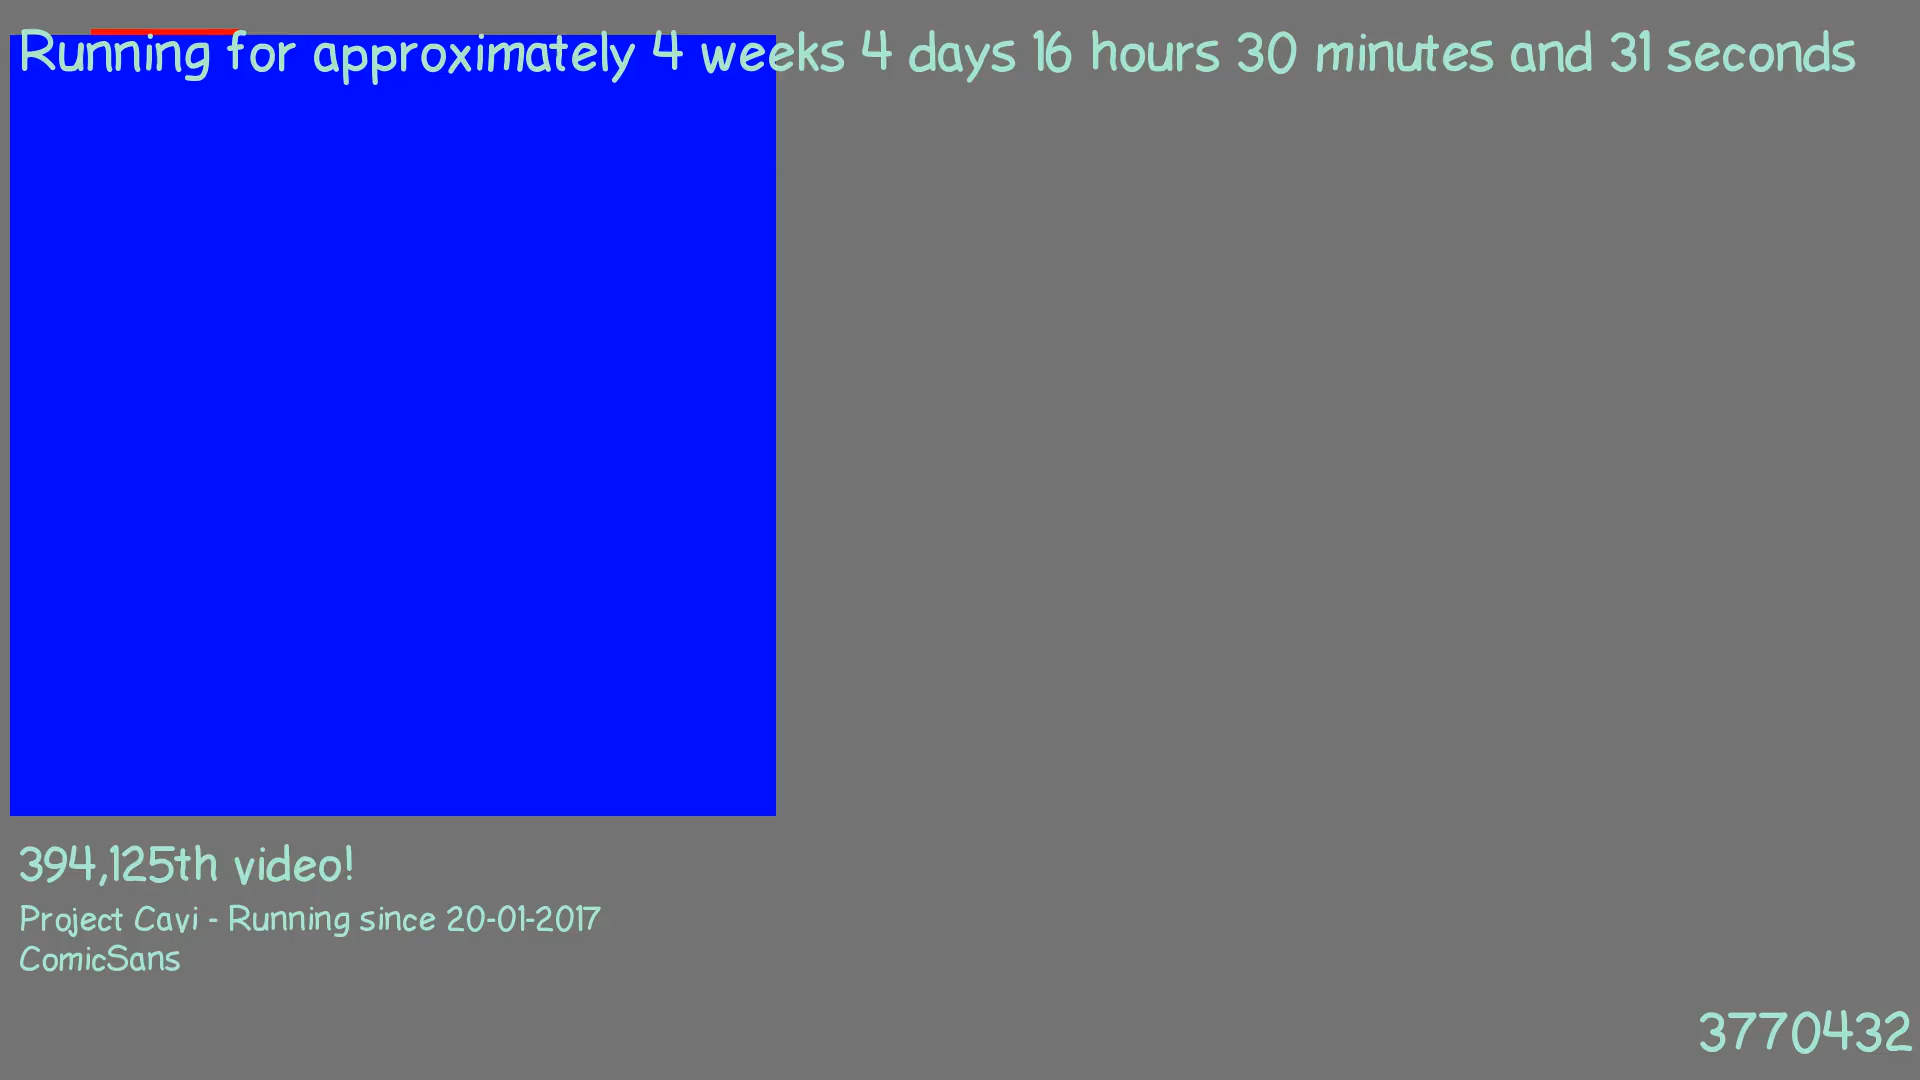 Running for approximately 4 weeks 4 days 16 hours 30 minutes and 31 seconds
394,125th video!
Project Cavi - Running since 20-01-2017
ComicSans
3770432